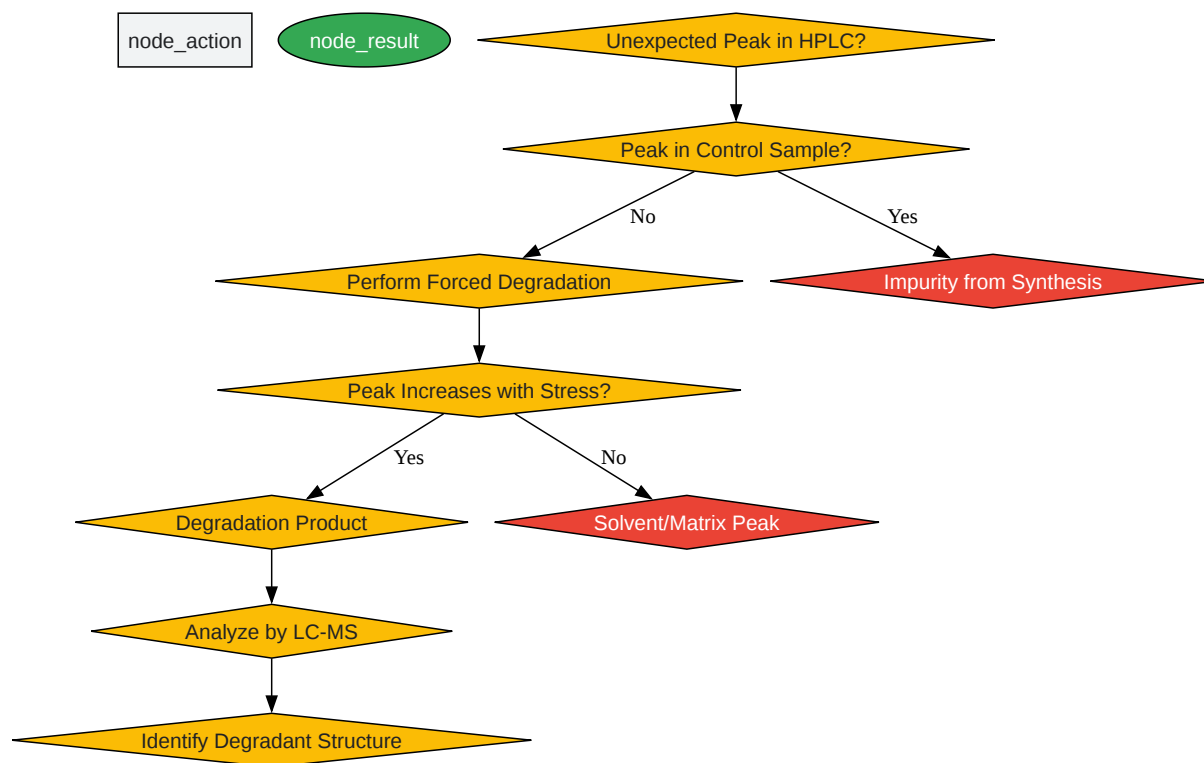 node_action
node_result
Unexpected Peak in HPLC?
Peak in Control Sample?
No
Yes
Perform Forced Degradation
Impurity from Synthesis
Peak Increases with Stress?
Yes
No
Degradation Product
Solvent/Matrix Peak
Analyze by LC-MS
Identify Degradant Structure